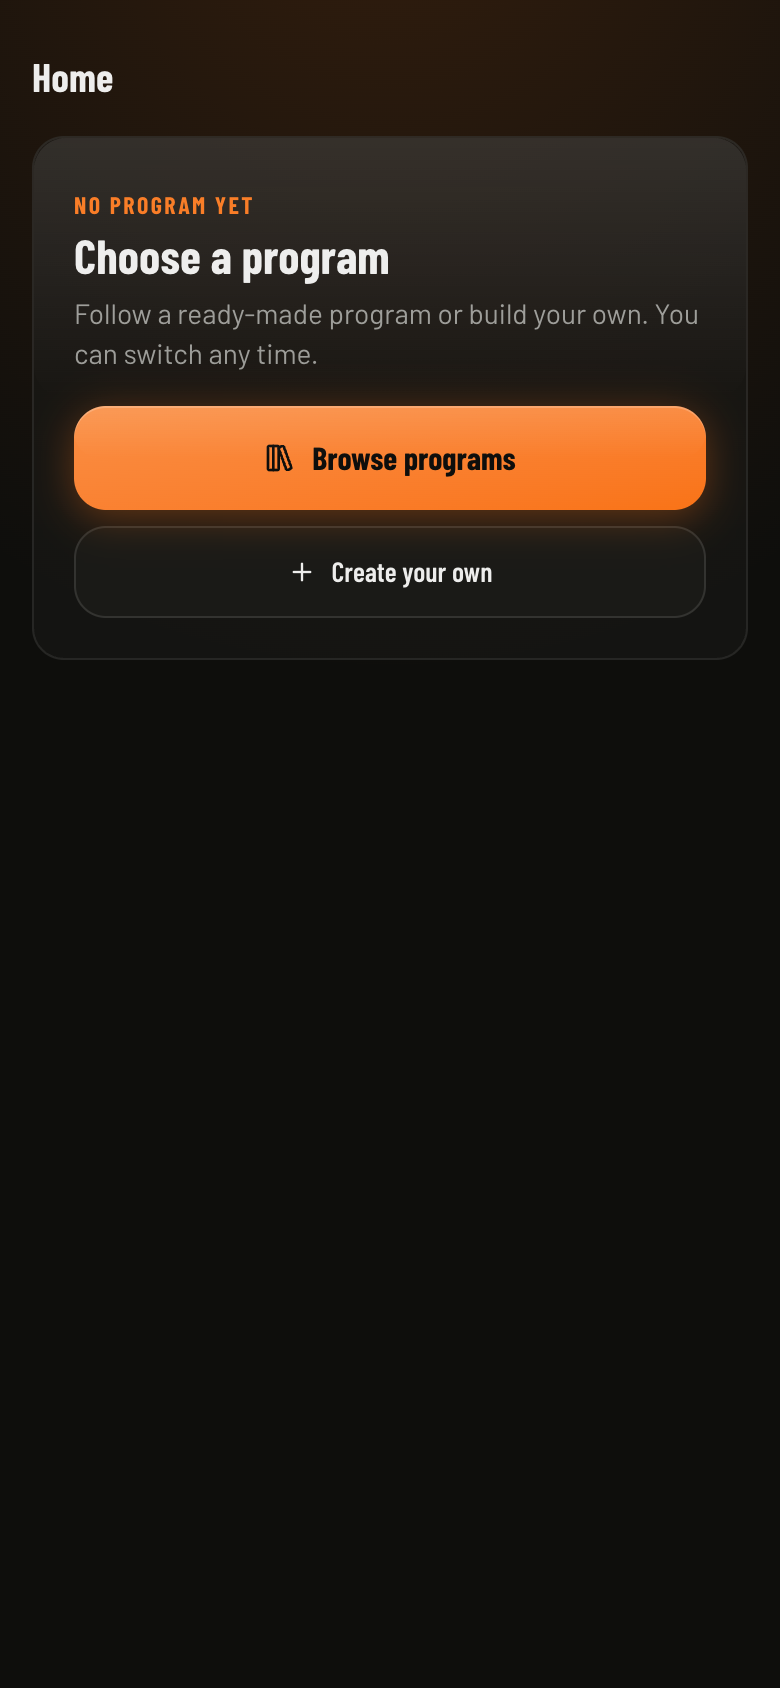 Home
NO PROGRAM YET
Choose a program
Follow a ready-made program or build your own. You
can switch any time.
Browse programs
Create your own